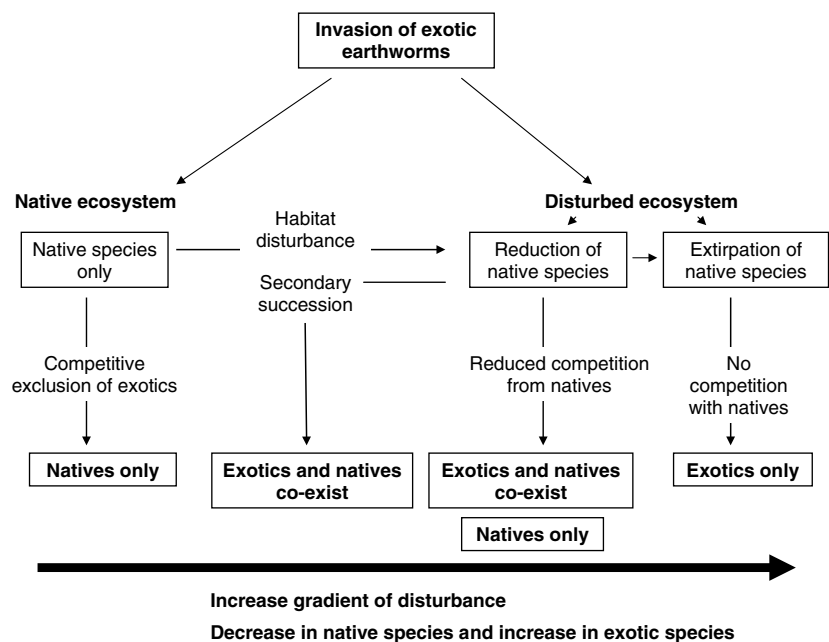 Invasion of exotic
earthworms
Native ecosystem
Disturbed ecosystem
Native species
only
Habitat
disturbance
Reduction of
native species
Extirpation of
native species
Secondary
succession
Competitive
exclusion of exotics
Reduced competition
from natives
No
competition
with natives
Natives only
Exotics and natives
co-exist
Exotics and natives
co-exist
Exotics only
Natives only
Increase gradient of disturbance
Decrease in native species and increase in exotic species